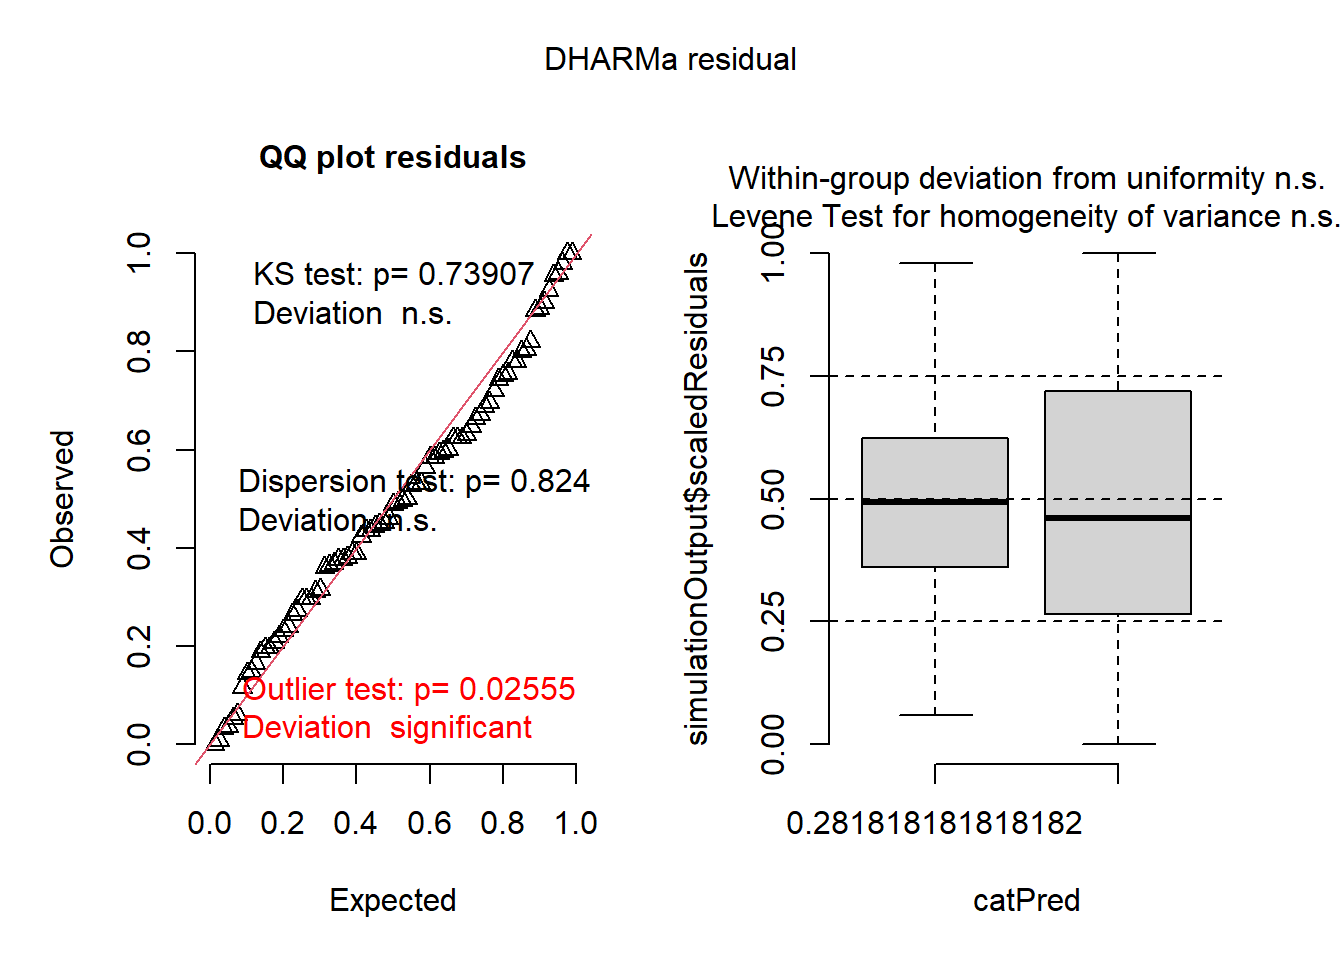 DHARMa residual
QQ plot residuals
KS test: p= 0.73907
Deviation  n.s.
Dispersion test: p= 0.824
Deviation n.s.
Outlier test: p= 0.02555
Deviation  significant
Observed
0.0 0.2 0.4 0.6 0.8 1.0
0.0 0.2 0.4 0.6 0.8 1.0
Expected
Within-group deviation from uniformity n.s.
Levene Test for homogeneity of variance n.s.
simulationOutput$scaledResiduals
0.00 0.25 0.50 0.75 1.00
0.281818181818182
catPred